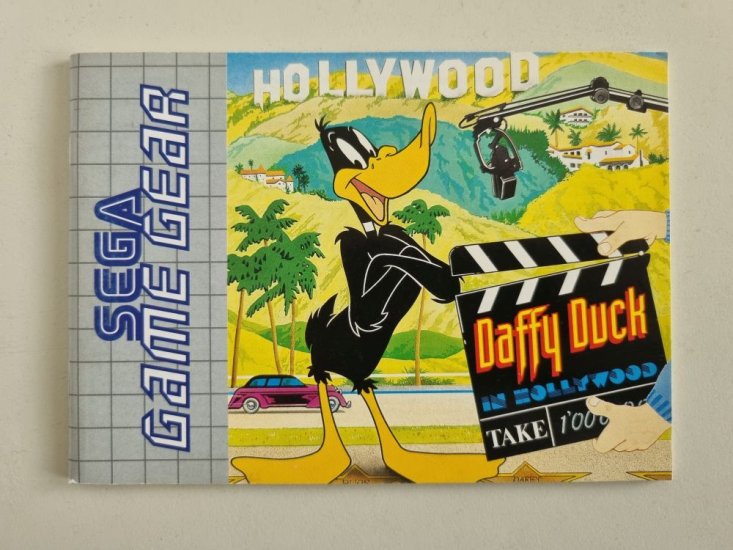 SEGA
GAME GEAR
HOLLYWOOD
Daffy Duck
IN HOLLYWOOD
TAKE